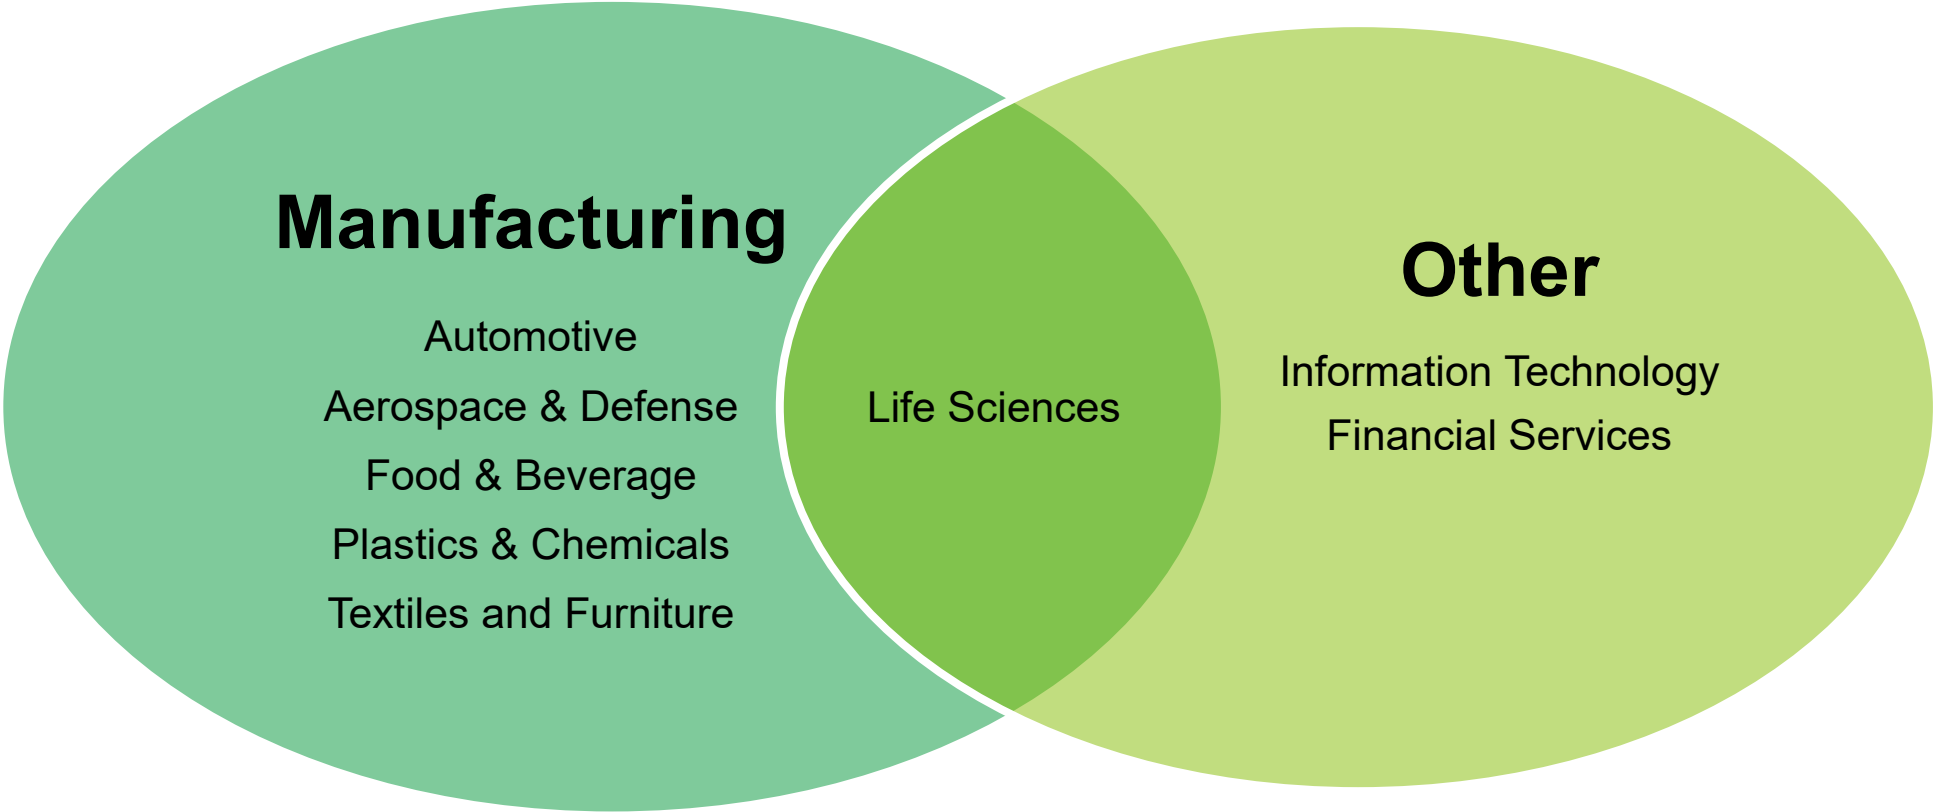 Manufacturing
Automotive
Aerospace & Defense
Food & Beverage
Plastics & Chemicals
Textiles and Furniture
Life Sciences
Other
Information Technology
Financial Services